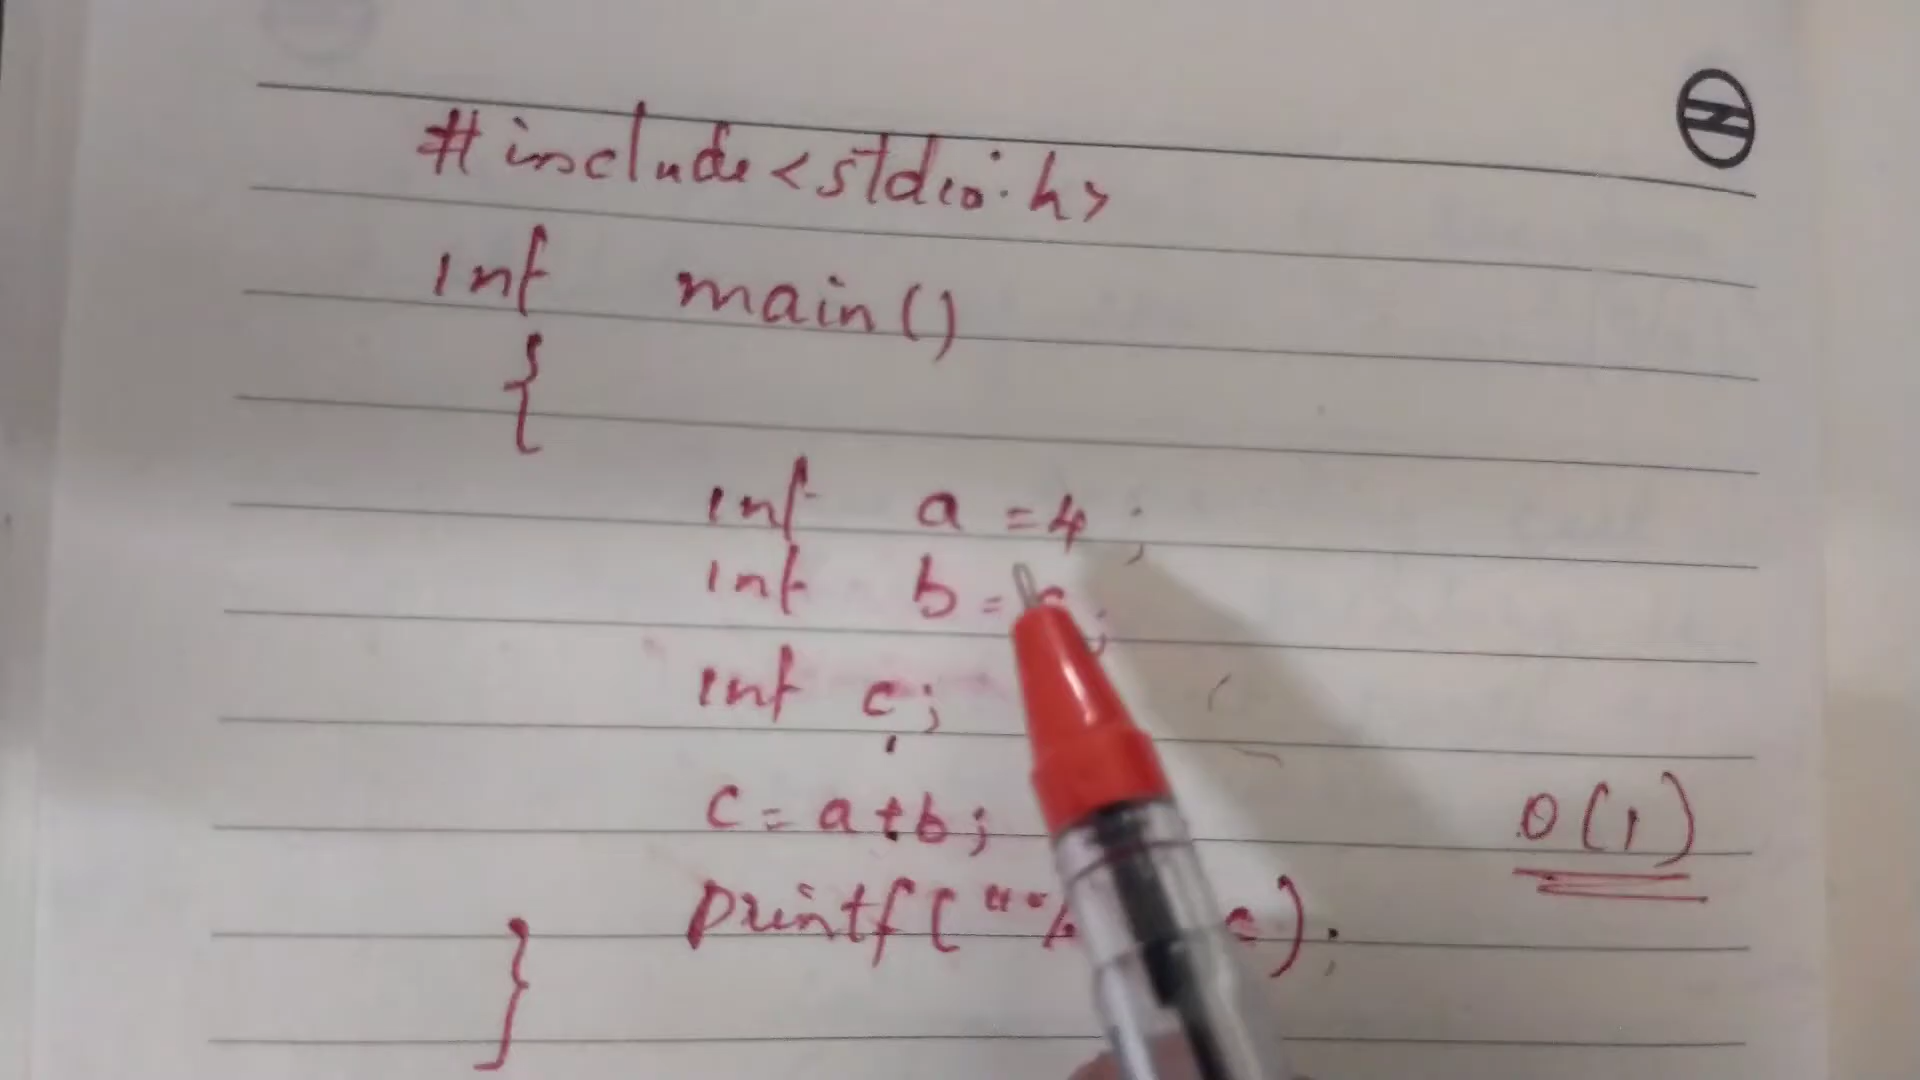 #include<stdio.h>
int main()
{
int a=4;
int b= ;
int c;
c=a+b;
O(1)
printf("% c);
}